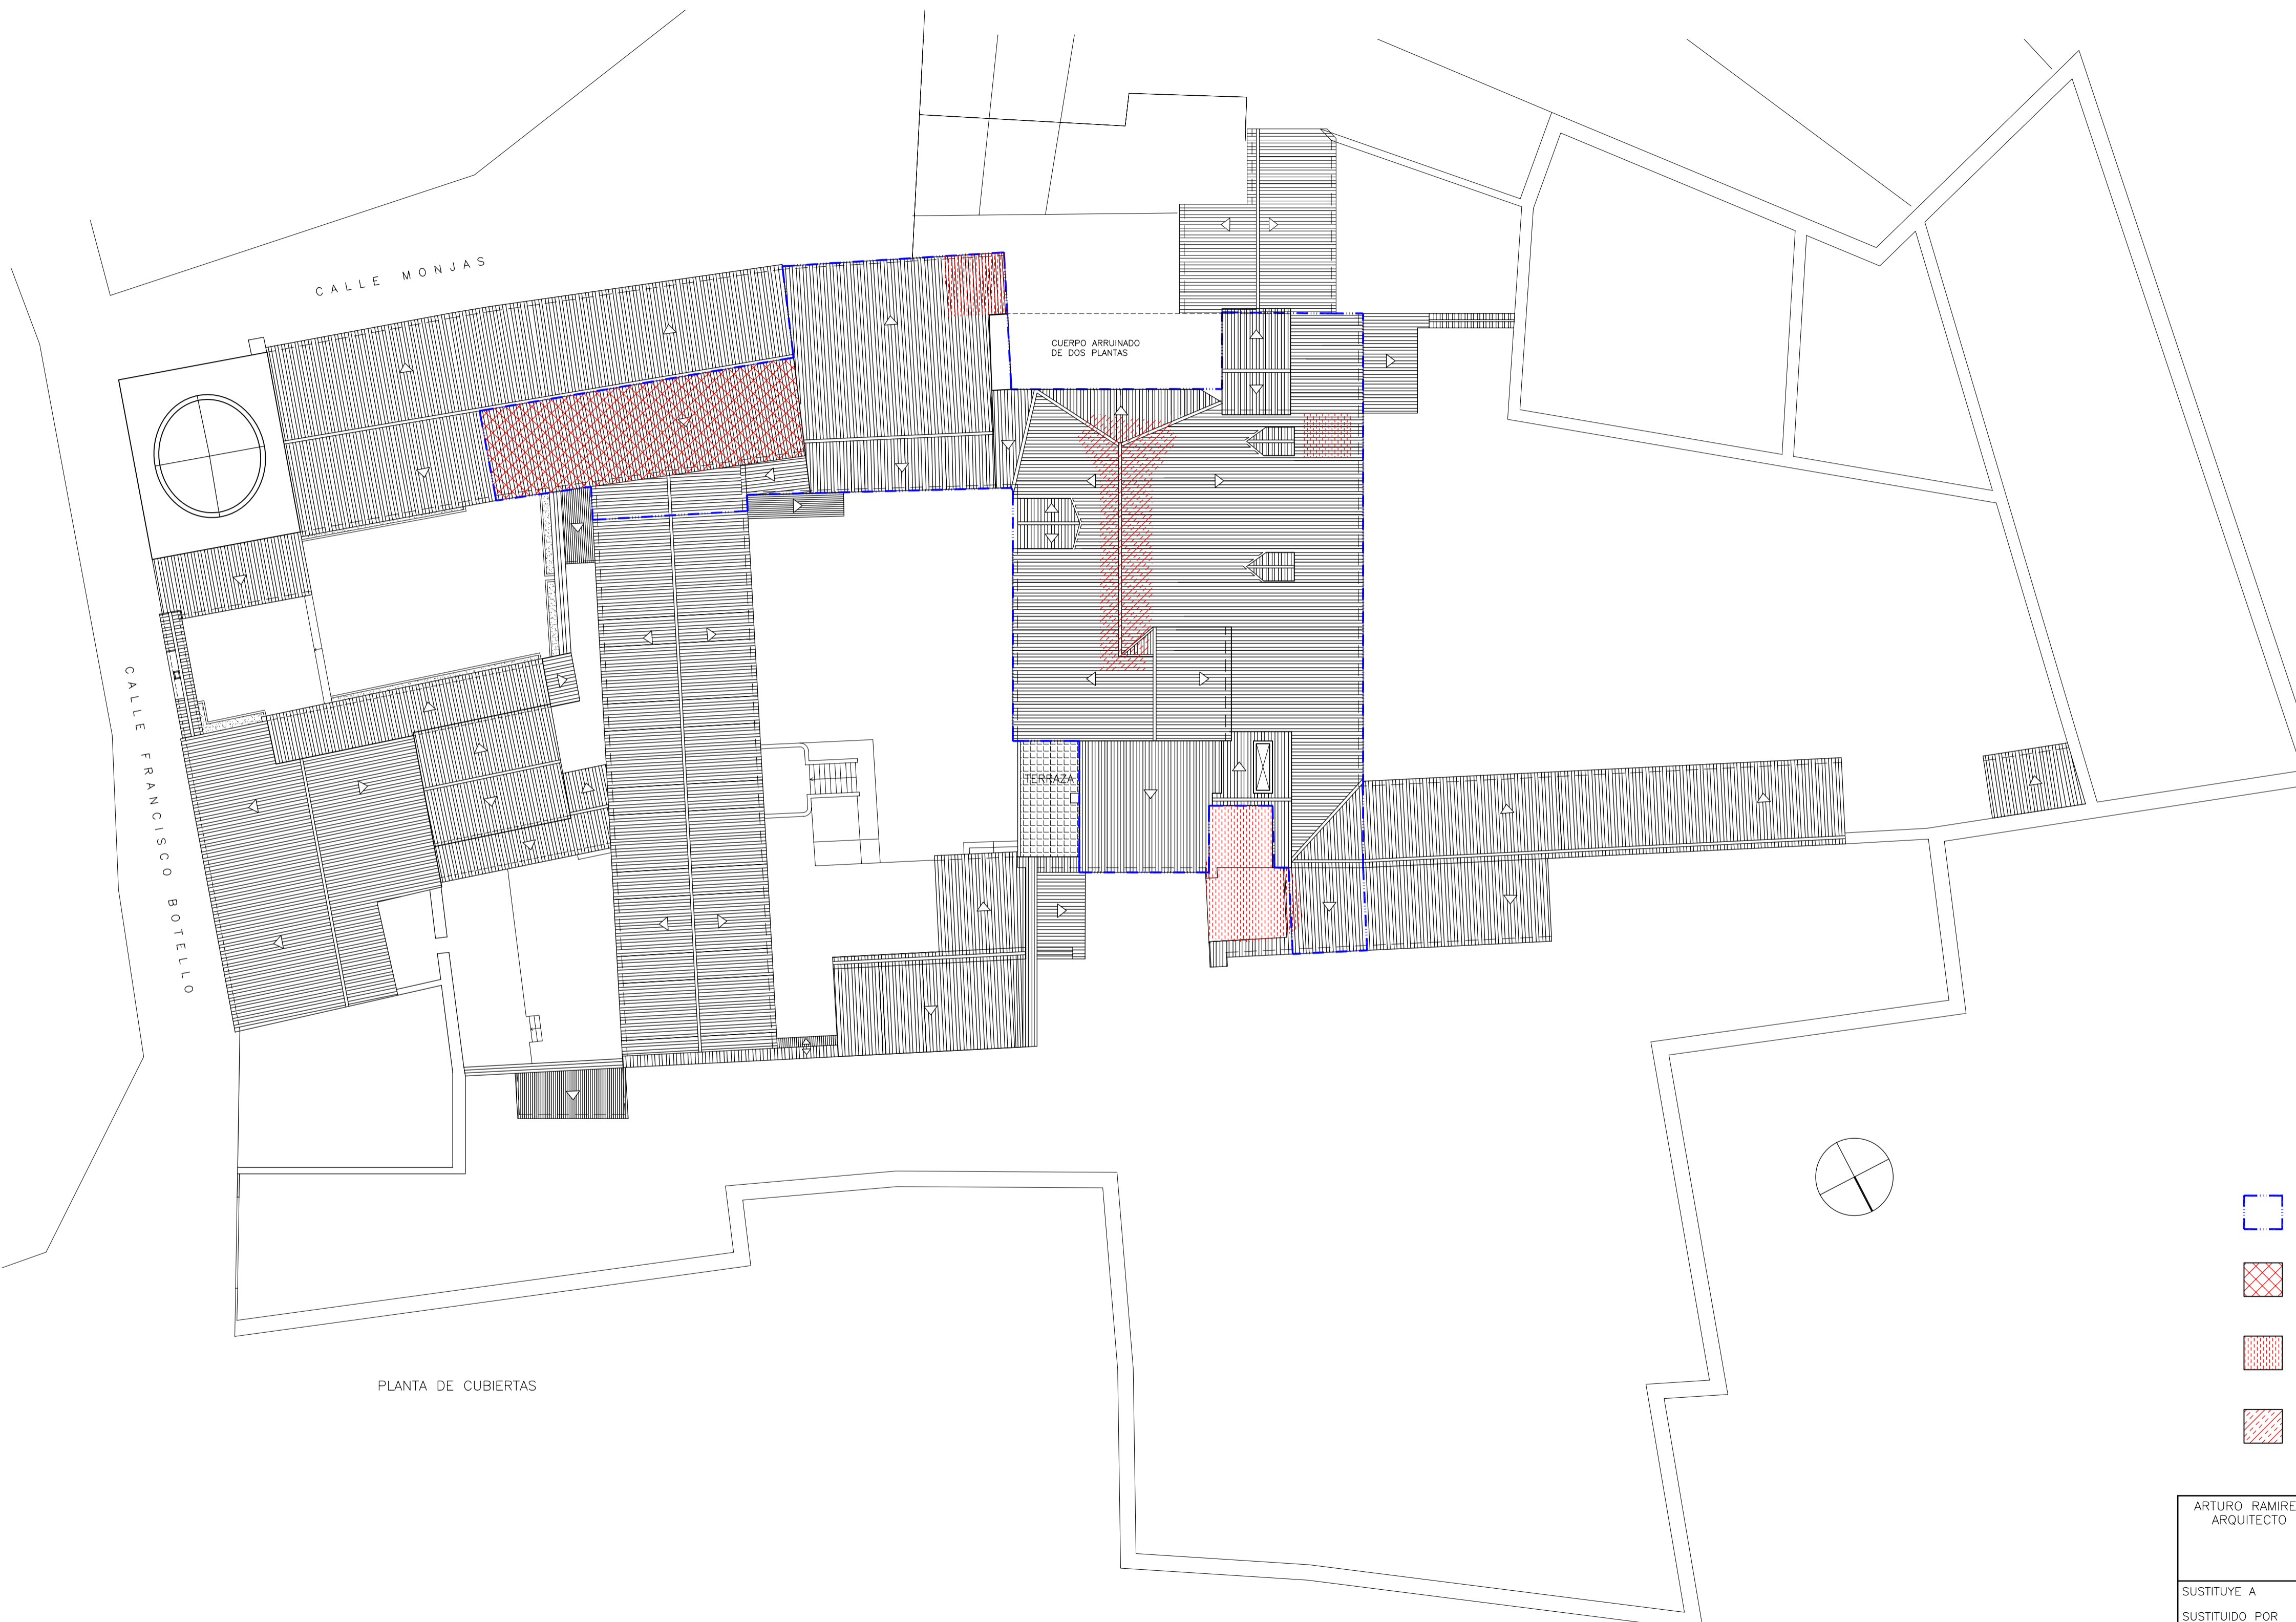 CALLE MONJAS
CUERPO ARRUINADO
DE DOS PLANTAS
CALLE FRANCISCO BOTELLO
TERRAZA
PLANTA DE CUBIERTAS
ARTURO RAMIRE
ARQUITECTO
SUSTITUYE A
SUSTITUIDO POR